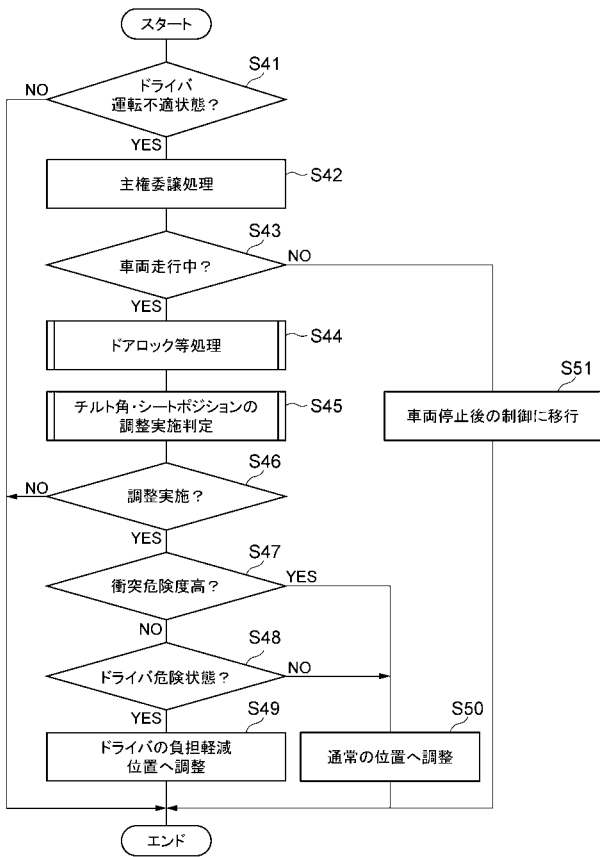 スタート
S41
NO
ドライバ
運転不適状態?
YES
主権委譲処理
S42
S43
車両走行中?
NO
YES
ドアロック等処理
S44
チルト角・シートポジションの
調整実施判定
S45
S51
車両停止後の制御に移行
S46
NO
調整実施?
YES
S47
衝突危険度高?
YES
NO
S48
ドライバ危険状態?
NO
YES
S49
ドライバの負担軽減
位置へ調整
S50
通常の位置へ調整
エンド